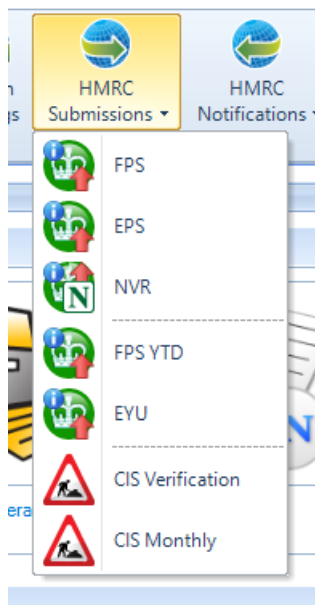 HMRC
Submissions
HMRC
Notifications
FPS
EPS
NVR
N
FPS YTD
EYU
N
CIS Verification
CIS Monthly